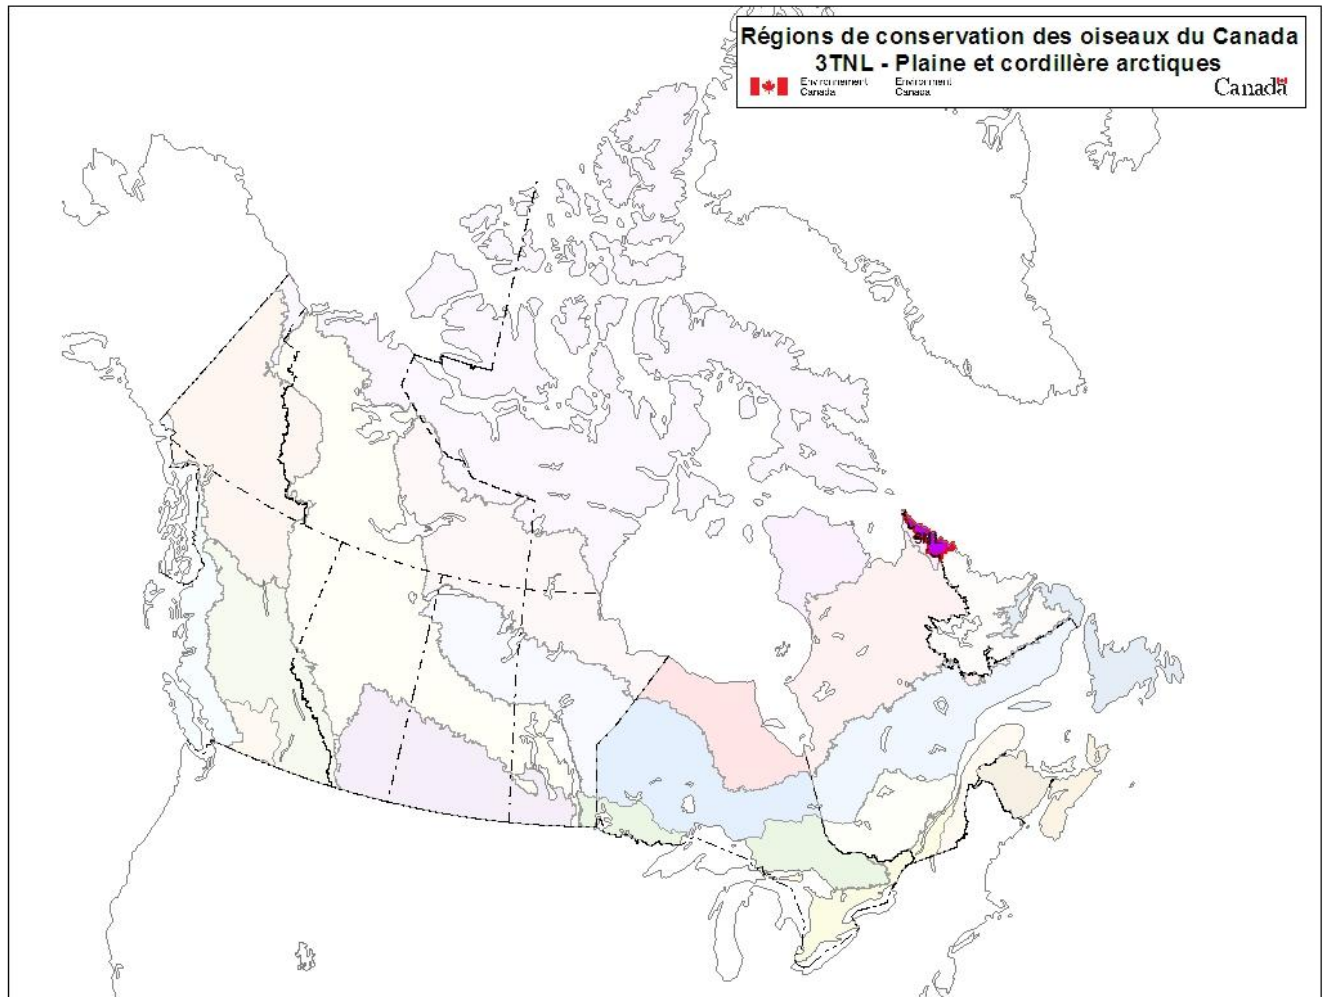 Régions de conservation des oiseaux du Canada
3TNL - Plaine et cordillère arctiques
Environnement Environment
Canada Canada
Canada